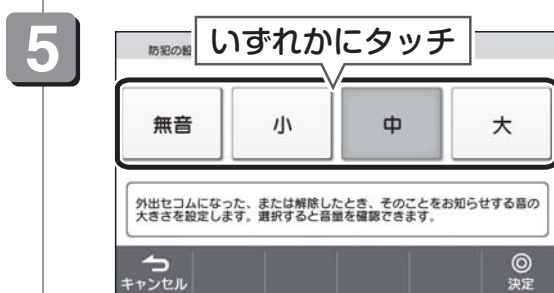 5
防犯の設
いずれかにタッチ
無音 小 中 大
外出セコムになった、または解除したとき、そのことをお知らせする音の
大きさを設定します。選択すると音量を確認できます。
キャンセル 決定